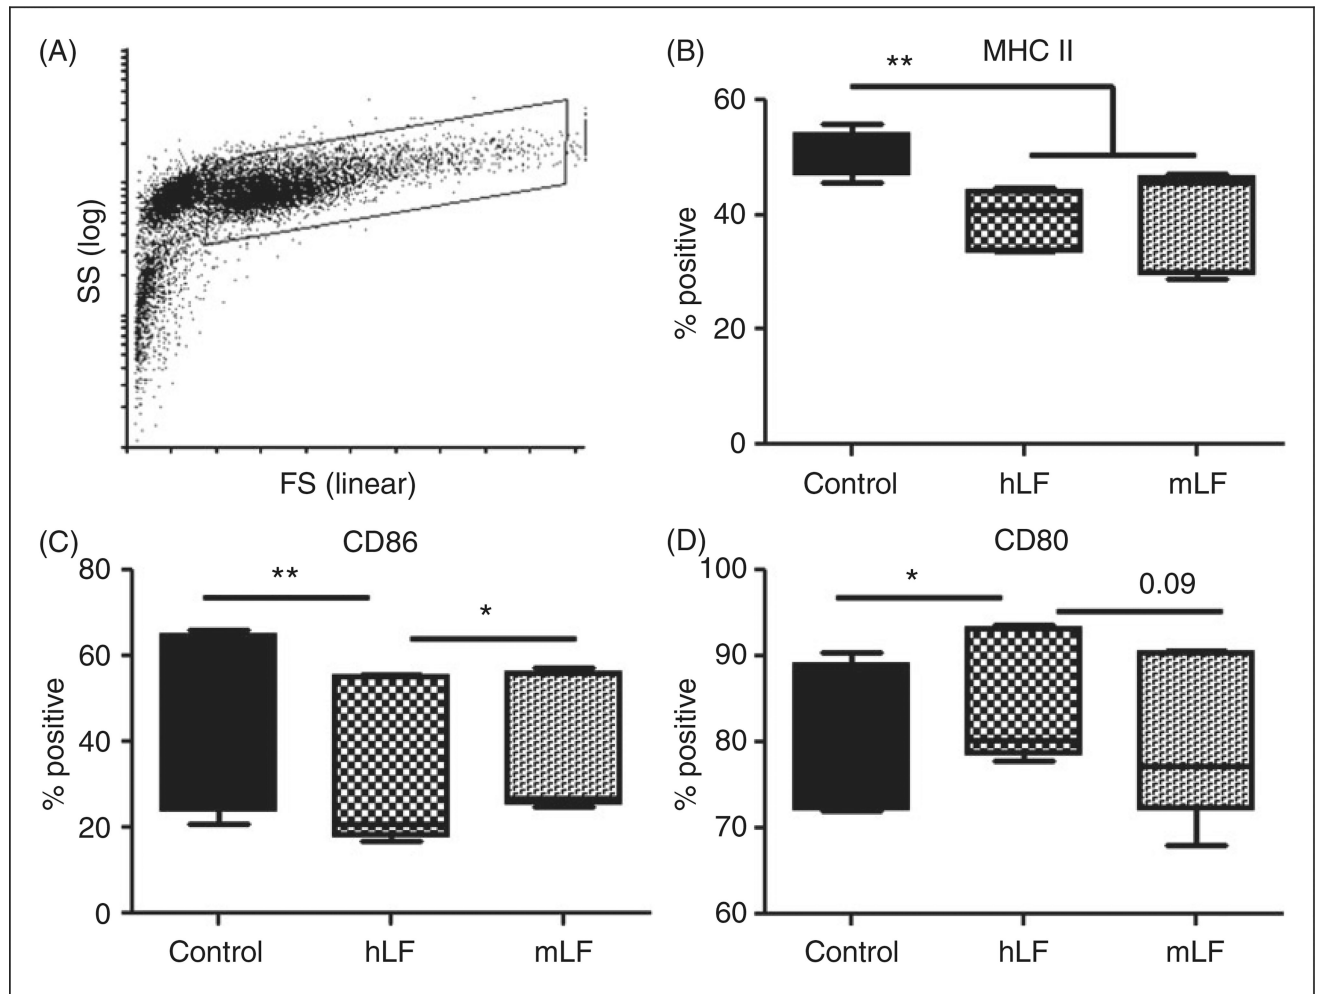 (A)
SS (log)
FS (linear)
(B)
MHC II
**
60
40
20
0
% positive
Control hLF mLF
(C)
CD86
**
*
80
60
40
20
0
% positive
Control hLF mLF
(D)
CD80
*
0.09
100
90
80
70
60
% positive
Control hLF mLF